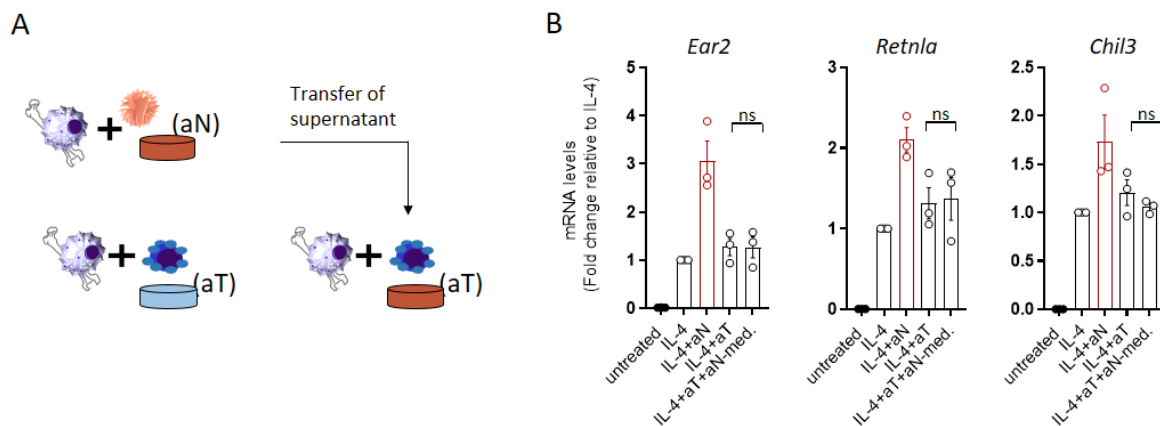 A
+
(aN)
Transfer of
supernatant
+
(aT)
+
(aT)
B
mRNA levels
(Fold change relative to IL-4)
Ear2
5
4
3
2
1
0
ns
untreated
IL-4
IL-4+aN
IL-4+aT
IL-4+aT+aN-med.
Retnla
3
2
1
0
ns
untreated
IL-4
IL-4+aN
IL-4+aT
IL-4+aT+aN-med.
Chil3
2.5
2.0
1.5
1.0
0.5
0.0
ns
untreated
IL-4
IL-4+aN
IL-4+aT
IL-4+aT+aN-med.